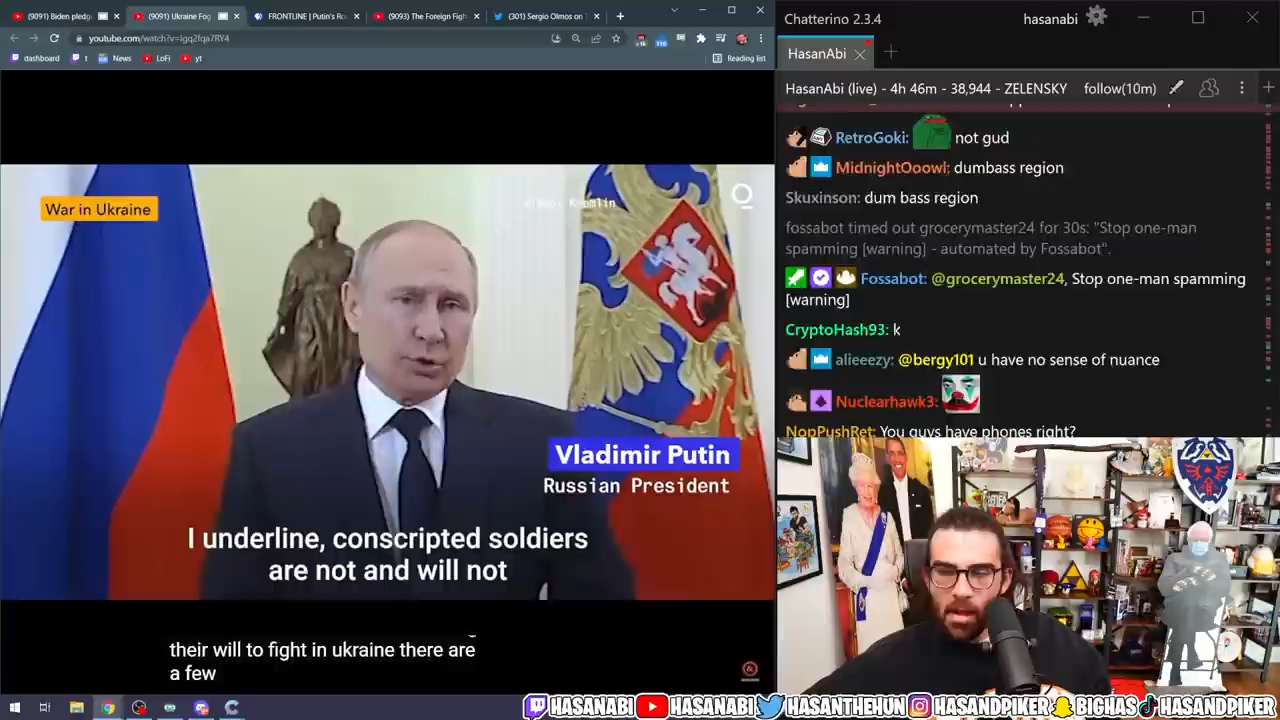 (9091) Biden pledg
(9091) Ukraine Fog
FRONTLINE | Putin's Ro
(9093) The Foreign Figh
(301) Sergio Olmos on
youtube.com/watch?v=lgq2fqa7RY4
dashboard
t
News
LoFi
yt
Reading list
War in Ukraine
Kremlin
Vladimir Putin
Russian President
I underline, conscripted soldiers
are not and will not
their will to fight in ukraine there are
a few
Chatterino 2.3.4
hasanabi
HasanAbi
HasanAbi (live) - 4h 46m - 38,944 - ZELENSKY
follow(10m)
RetroGoki: not gud
MidnightOoowl: dumbass region
Skuxinson: dum bass region
fossabot timed out grocerymaster24 for 30s: "Stop one-man
spamming [warning] - automated by Fossabot".
Fossabot: @grocerymaster24, Stop one-man spamming
[warning]
CryptoHash93: k
alieeezy: @bergy101 u have no sense of nuance
Nuclearhawk3:
NopPushRet: You guys have phones right?
HASANABI
HASANABI
HASANTHEHUN
HASANDPIKER
BIGHAS
HASANDPIKER